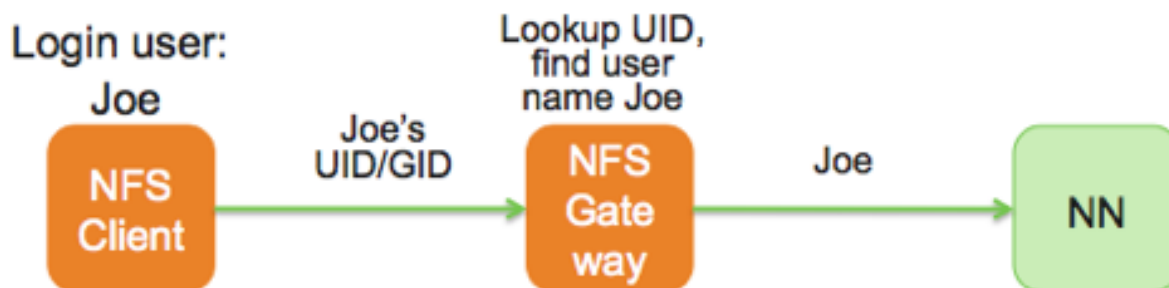 Login user:
Joe
NFS
Client
Joe's
UID/GID
Lookup UID,
find user
name Joe
NFS
Gate
way
Joe
NN